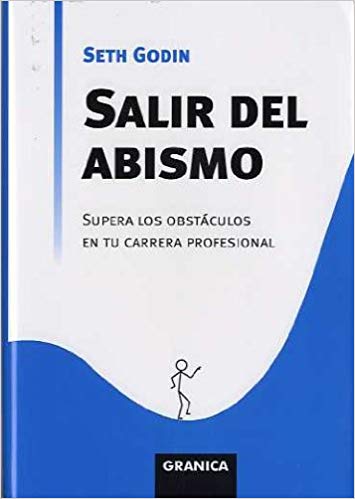 SETH GODIN
SALIR DEL
ABISMO
SUPERA LOS OBSTÁCULOS
EN TU CARRERA PROFESIONAL
GRANICA